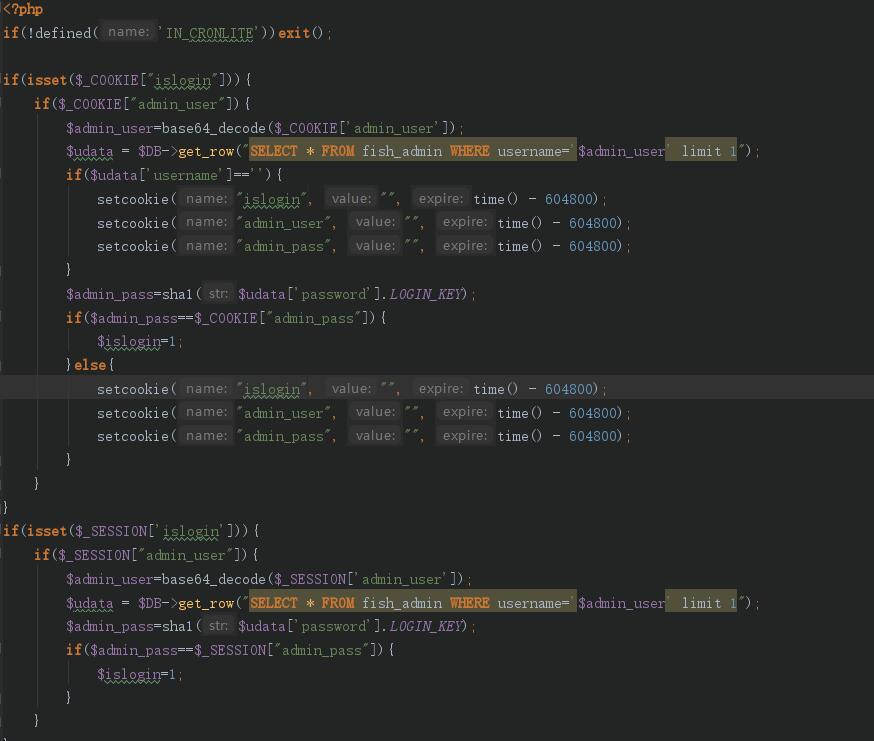 <?php
if(!defined( name: 'IN_CRONLITE'))exit();
if(isset($_COOKIE["islogin"])){
if($_COOKIE["admin_user"]){
$admin_user=base64_decode($_COOKIE['admin_user']);
$udata = $DB->get_row("SELECT * FROM fish_admin WHERE username='$admin_user' limit 1");
if($udata['username']==''){
setcookie( name: "islogin", value: "", expire: time() - 604800);
setcookie( name: "admin_user", value: "", expire: time() - 604800);
setcookie( name: "admin_pass", value: "", expire: time() - 604800);
}
$admin_pass=sha1( str: $udata['password'].LOGIN_KEY);
if($admin_pass==$_COOKIE["admin_pass"]){
$islogin=1;
}else{
setcookie( name: "islogin", value: "", expire: time() - 604800);
setcookie( name: "admin_user", value: "", expire: time() - 604800);
setcookie( name: "admin_pass", value: "", expire: time() - 604800);
}
}
}
if(isset($_SESSION['islogin'])){
if($_SESSION["admin_user"]){
$admin_user=base64_decode($_SESSION['admin_user']);
$udata = $DB->get_row("SELECT * FROM fish_admin WHERE username='$admin_user' limit 1");
$admin_pass=sha1( str: $udata['password'].LOGIN_KEY);
if($admin_pass==$_SESSION["admin_pass"]){
$islogin=1;
}
}